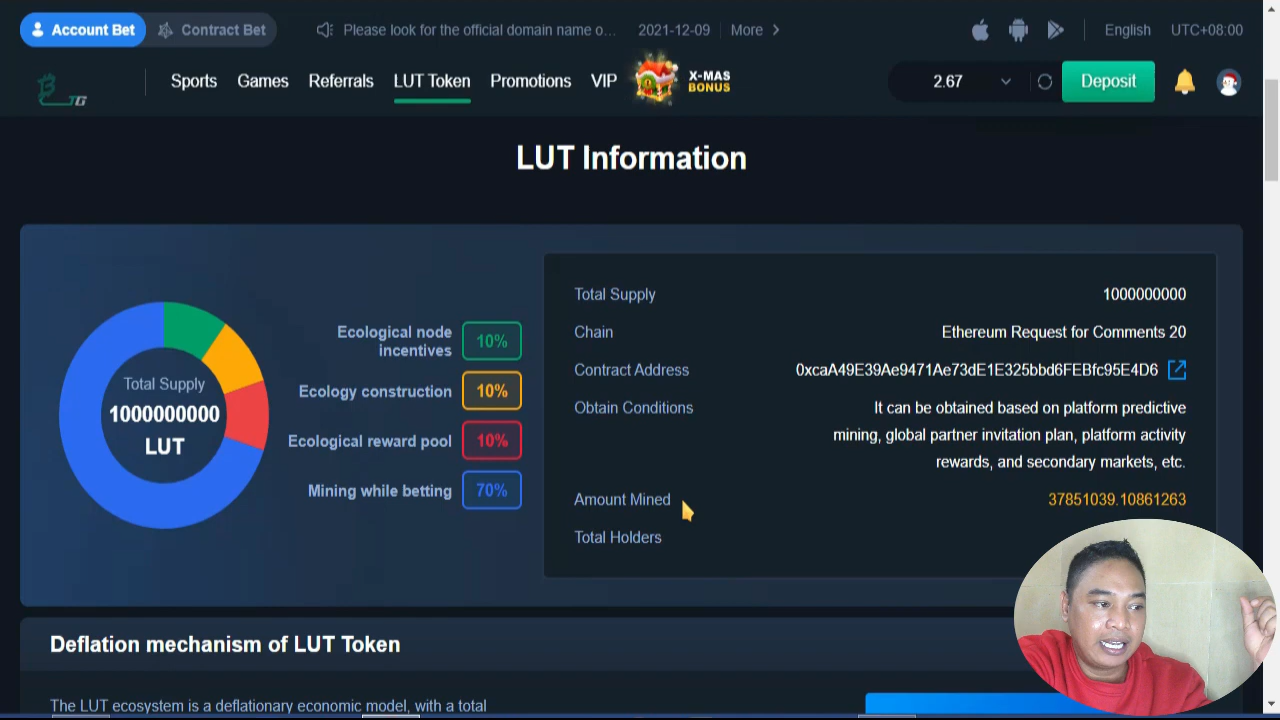 Account Bet
Contract Bet
Please look for the official domain name o...
2021-12-09
More
English
UTC+08:00
Sports
Games
Referrals
LUT Token
Promotions
VIP
X-MAS
BONUS
2.67
Deposit
LUT Information
Total Supply
1000000000
LUT
Ecological node
incentives
10%
Ecology construction
10%
Ecological reward pool
10%
Mining while betting
70%
Total Supply
1000000000
Chain
Ethereum Request for Comments 20
Contract Address
0xcaA49E39Ae9471Ae73dE1E325bbd6FEBfc95E4D6
Obtain Conditions
It can be obtained based on platform predictive
mining, global partner invitation plan, platform activity
rewards, and secondary markets, etc.
Amount Mined
37851039.10861263
Total Holders
Deflation mechanism of LUT Token
The LUT ecosystem is a deflationary economic model, with a total